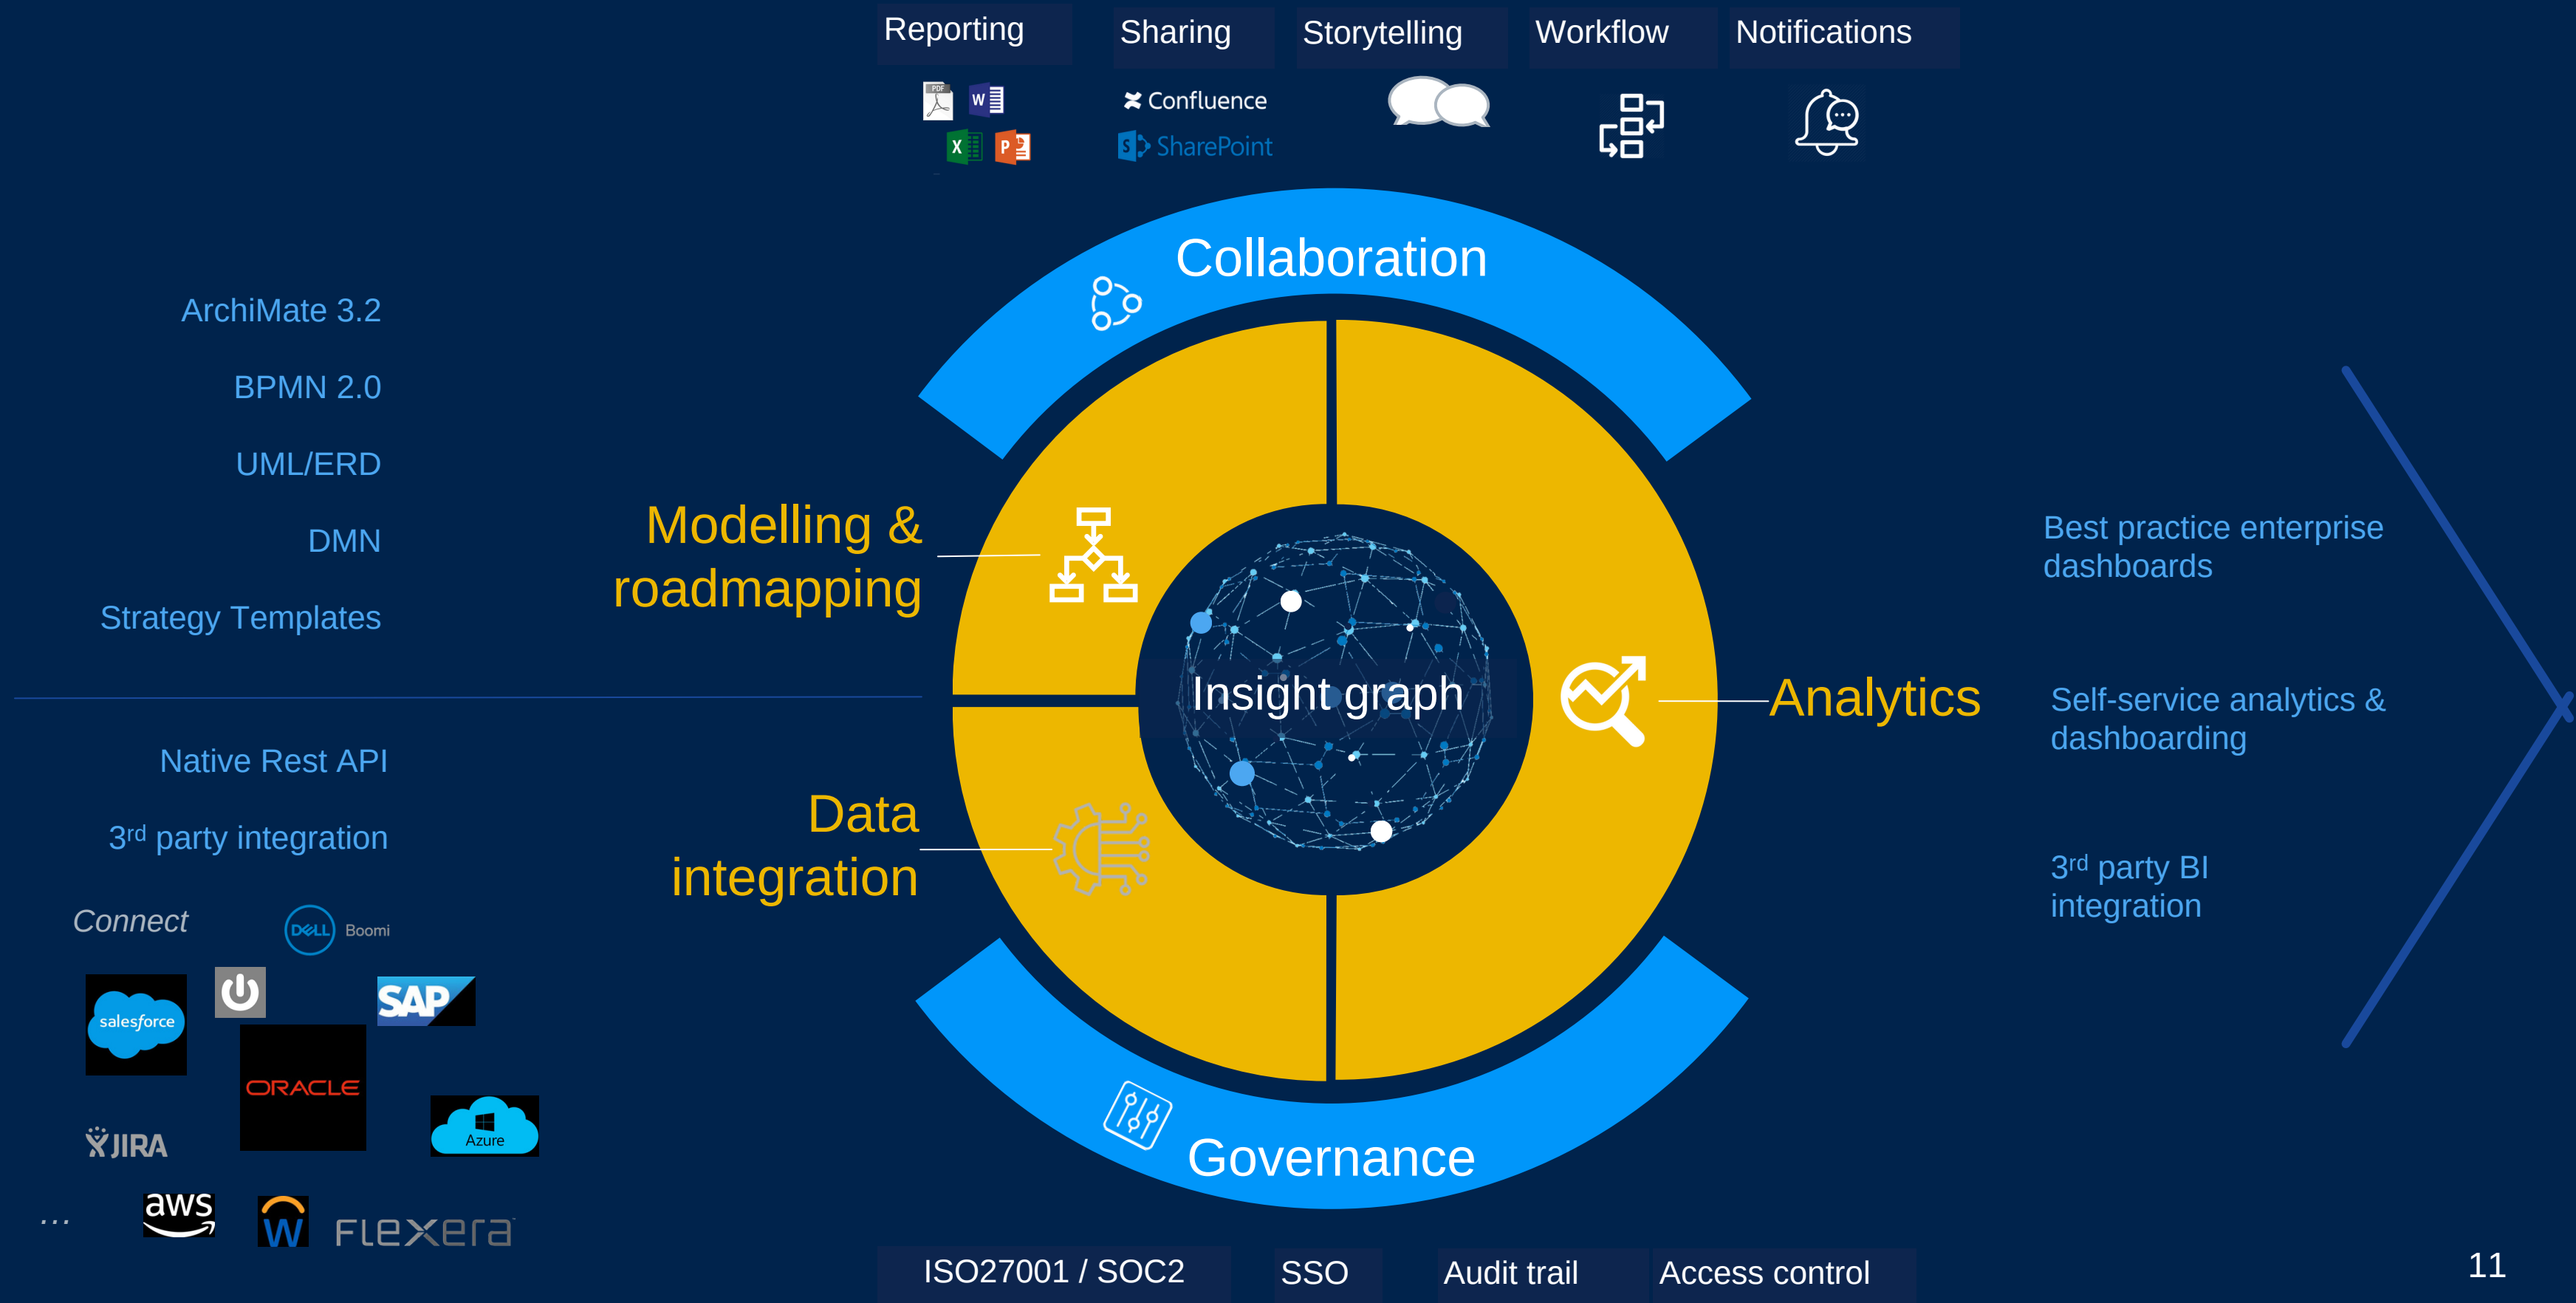 Reporting
Sharing
Storytelling
Workflow
Notifications
PDF
W
X
P
Confluence
S
SharePoint
Collaboration
ArchiMate 3.2
BPMN 2.0
UML/ERD
DMN
Strategy Templates
Modelling &
roadmapping
Insight graph
Analytics
Best practice enterprise
dashboards
Self-service analytics &
dashboarding
3rd party BI
integration
Native Rest API
3rd party integration
Data
integration
Connect
DELL Boomi
salesforce
SAP
ORACLE
JIRA
Azure
...
aws
W
FLexera
Governance
ISO27001 / SOC2
SSO
Audit trail
Access control
11